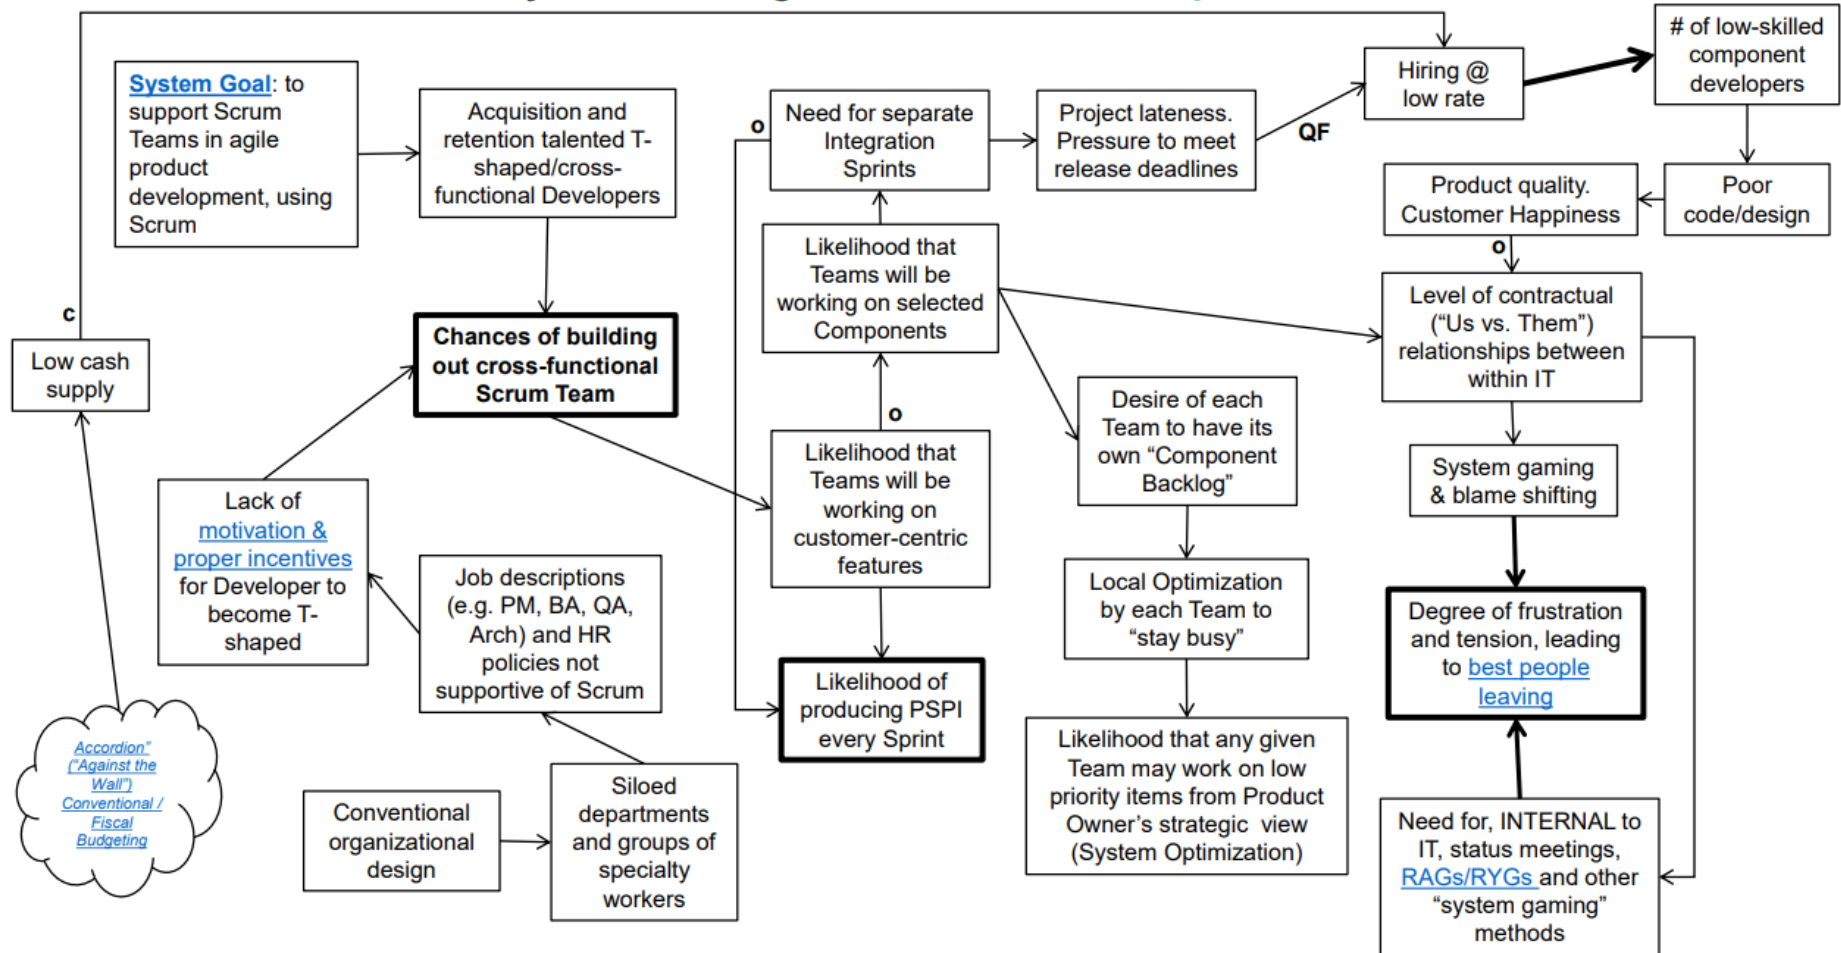 System Goal: to
support Scrum
Teams in agile
product
development, using
Scrum
Acquisition and
retention talented T-
shaped/cross-
functional Developers
o
Need for separate
Integration
Sprints
Project lateness.
Pressure to meet
release deadlines
QF
Hiring @
low rate
# of low-skilled
component
developers
Product quality.
Customer Happiness
Poor
code/design
o
Likelihood that
Teams will be
working on selected
Components
Level of contractual
(“Us vs. Them”)
relationships between
within IT
c
Low cash
supply
Chances of building
out cross-functional
Scrum Team
o
Desire of each
Team to have its
own “Component
Backlog”
Likelihood that
Teams will be
working on
customer-centric
features
System gaming
& blame shifting
Lack of
motivation &
proper incentives
for Developer to
become T-
shaped
Job descriptions
(e.g. PM, BA, QA,
Arch) and HR
policies not
supportive of Scrum
Local Optimization
by each Team to
“stay busy”
Degree of frustration
and tension, leading
to best people
leaving
Likelihood of
producing PSPI
every Sprint
Accordion”
(“Against the
Wall”)
Conventional /
Fiscal
Budgeting
Conventional
organizational
design
Siloed
departments
and groups of
specialty
workers
Likelihood that any given
Team may work on low
priority items from Product
Owner’s strategic view
(System Optimization)
Need for, INTERNAL to
IT, status meetings,
RAGs/RYGs and other
“system gaming”
methods